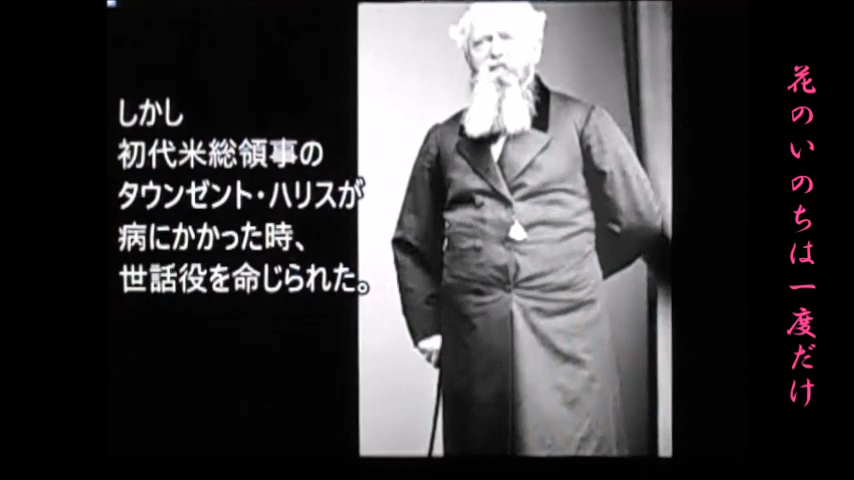 しかし
初代米総領事の
タウンゼント・ハリスが
病にかかった時、
世話役を命じられた。
花のいのちは一度だけ